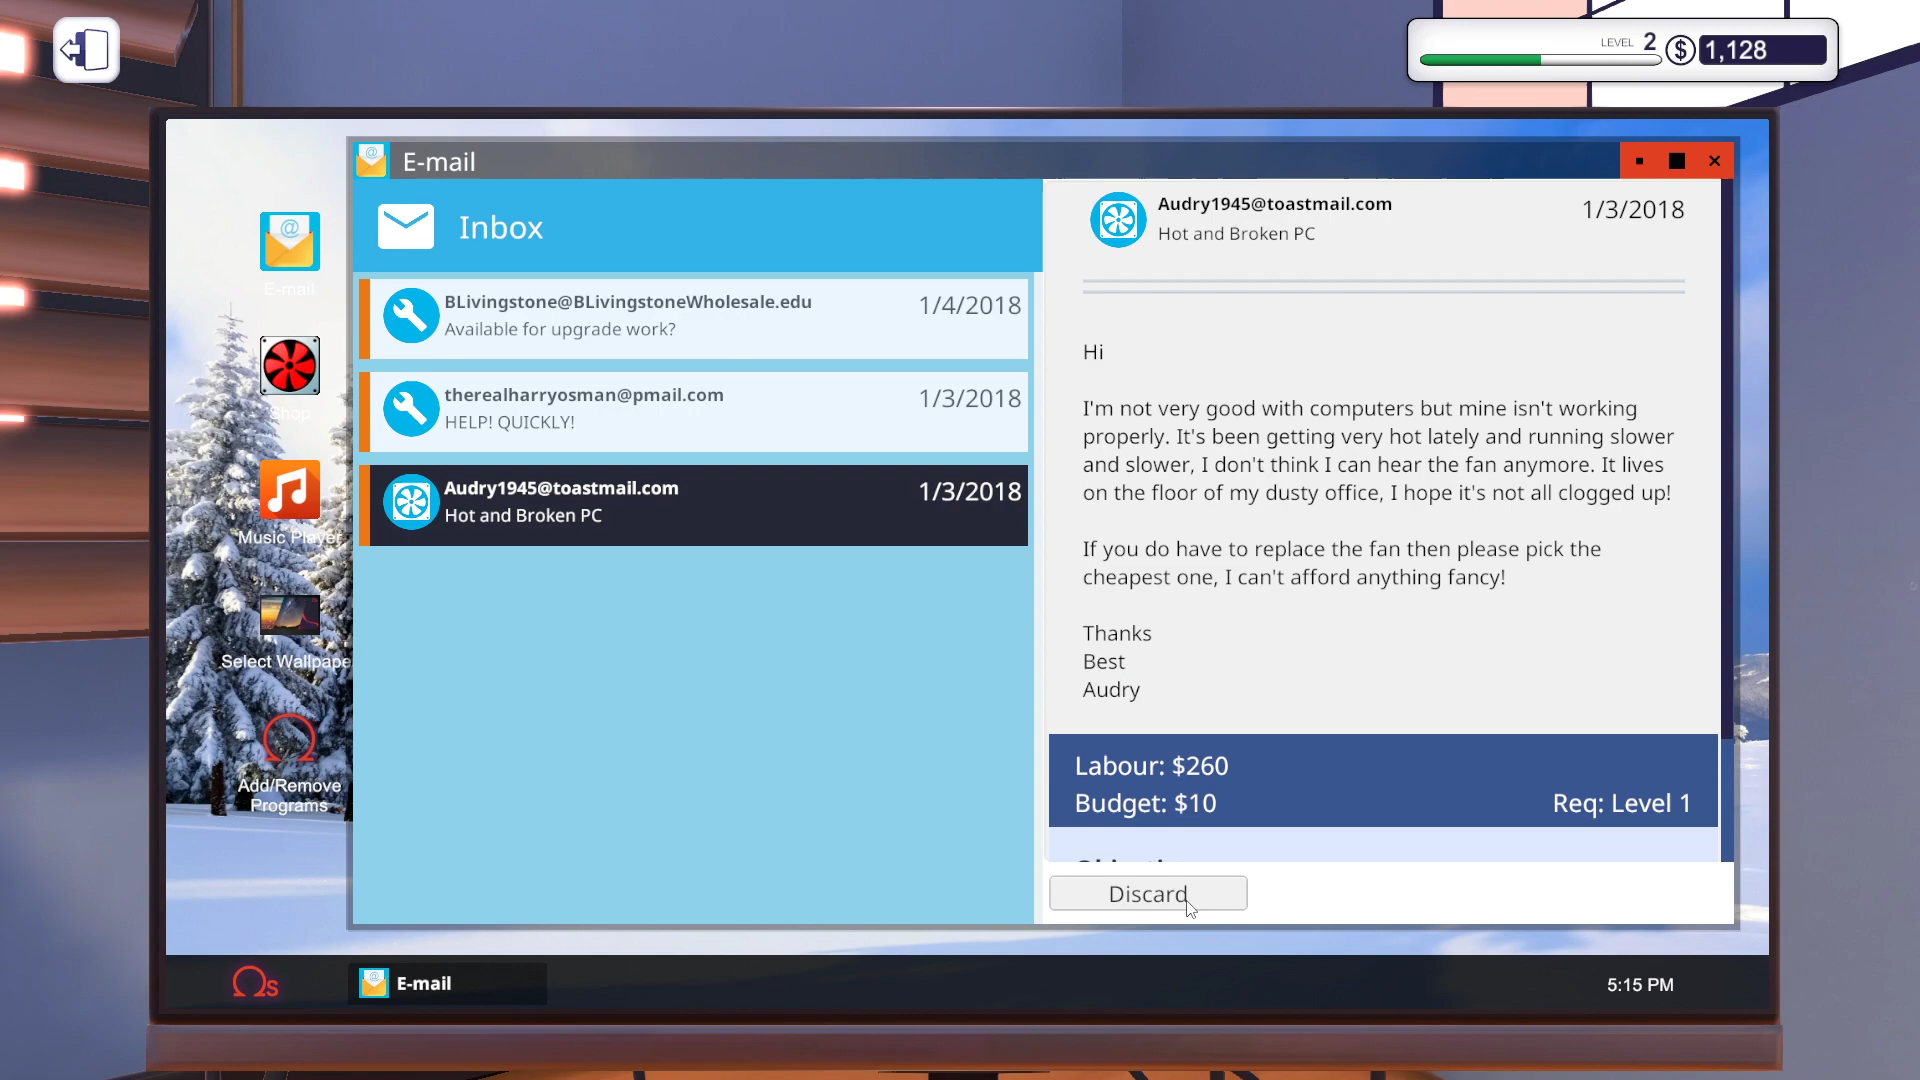 LEVEL 2
$ 1,128
E-mail
Inbox
BLivingstone@BLivingstoneWholesale.edu
1/4/2018
Available for upgrade work?
therealharryosman@pmail.com
1/3/2018
HELP! QUICKLY!
Audry1945@toastmail.com
1/3/2018
Hot and Broken PC
Audry1945@toastmail.com
1/3/2018
Hot and Broken PC
Hi
I'm not very good with computers but mine isn't working
properly. It's been getting very hot lately and running slower
and slower, I don't think I can hear the fan anymore. It lives
on the floor of my dusty office, I hope it's not all clogged up!
If you do have to replace the fan then please pick the
cheapest one, I can't afford anything fancy!
Thanks
Best
Audry
Labour: $260
Budget: $10
Req: Level 1
Discard
E-mail
Shop
Music Player
Select Wallpape
Add/Remove
Programs
Ωs
E-mail
5:15 PM